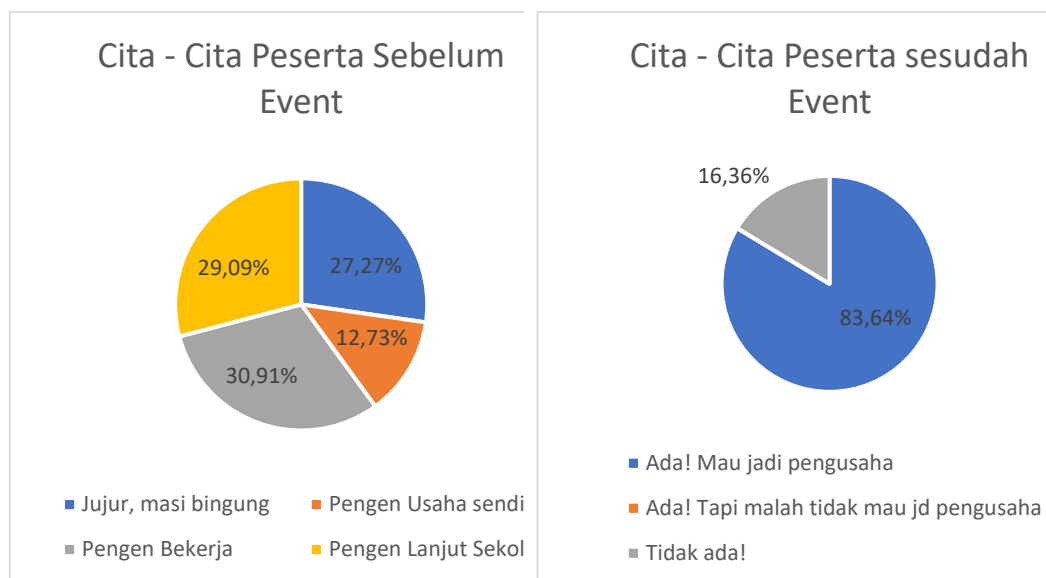 Cita - Cita Peserta Sebelum
Event
29,09%
27,27%
12,73%
30,91%
Jujur, masi bingung
Pengen Usaha sendi
Pengen Bekerja
Pengen Lanjut Sekol
Cita - Cita Peserta sesudah
Event
16,36%
83,64%
Ada! Mau jadi pengusaha
Ada! Tapi malah tidak mau jd pengusaha
Tidak ada!